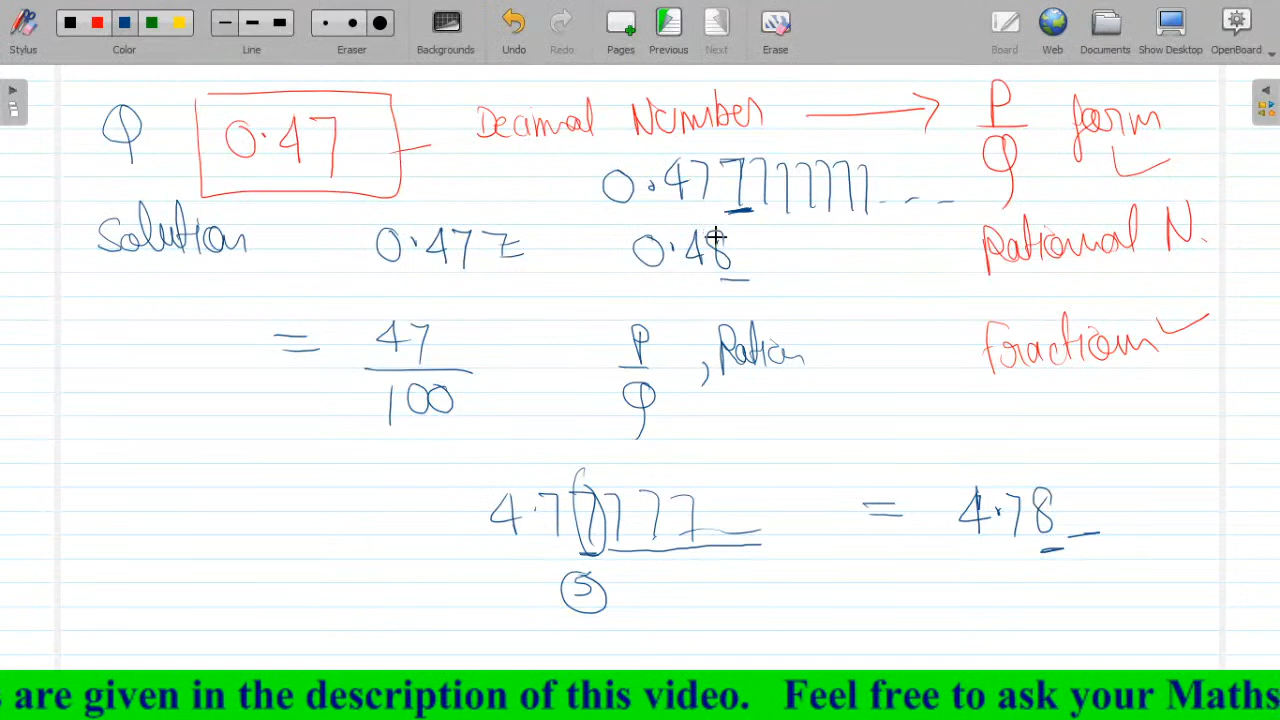 Stylus Color Line Eraser Backgrounds Undo Redo Pages Previous Next Erase Board Web Documents Show Desktop OpenBoard
Q 0.47 Decimal Number → P/Q form
0.477777777...
Solution 0.47 0.48 Rational N.
= 47/100 P/Q , Ration Fraction
4.77777 = 4.78
5
s are given in the description of this video. Feel free to ask your Maths